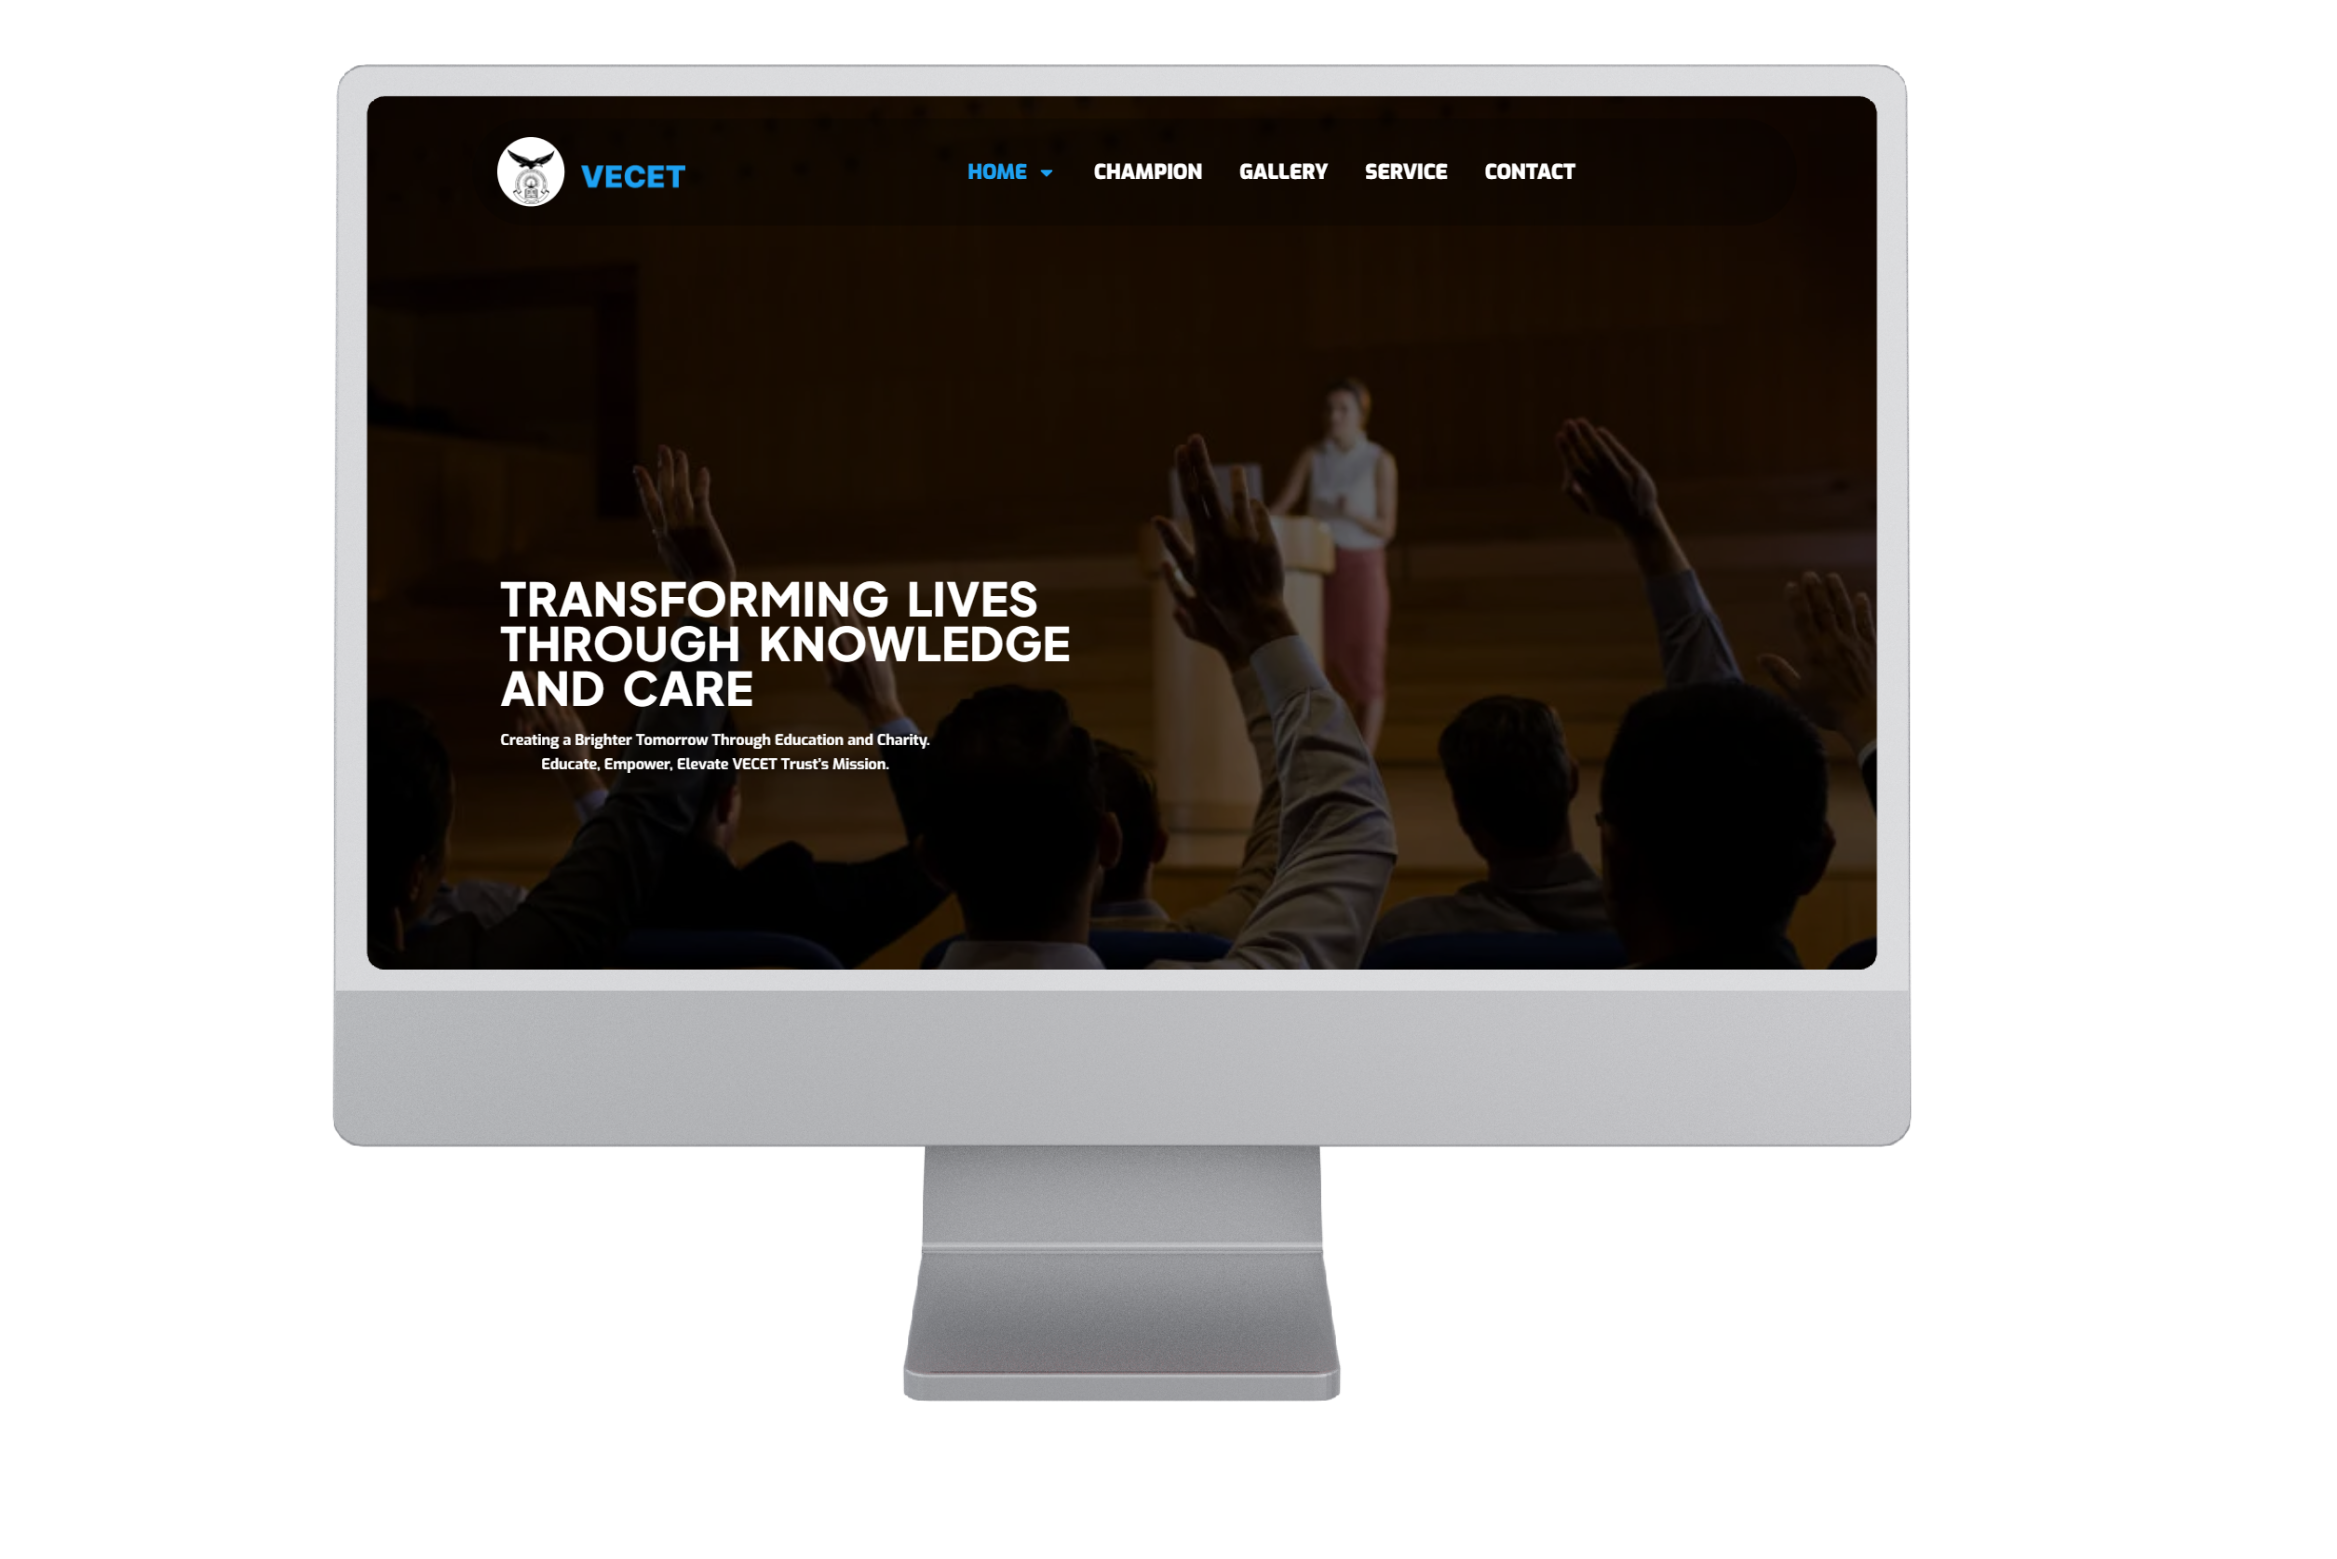 VECET
HOME CHAMPION GALLERY SERVICE CONTACT
TRANSFORMING LIVES
THROUGH KNOWLEDGE
AND CARE
Creating a Brighter Tomorrow Through Education and Charity.
Educate, Empower, Elevate VECET Trust's Mission.